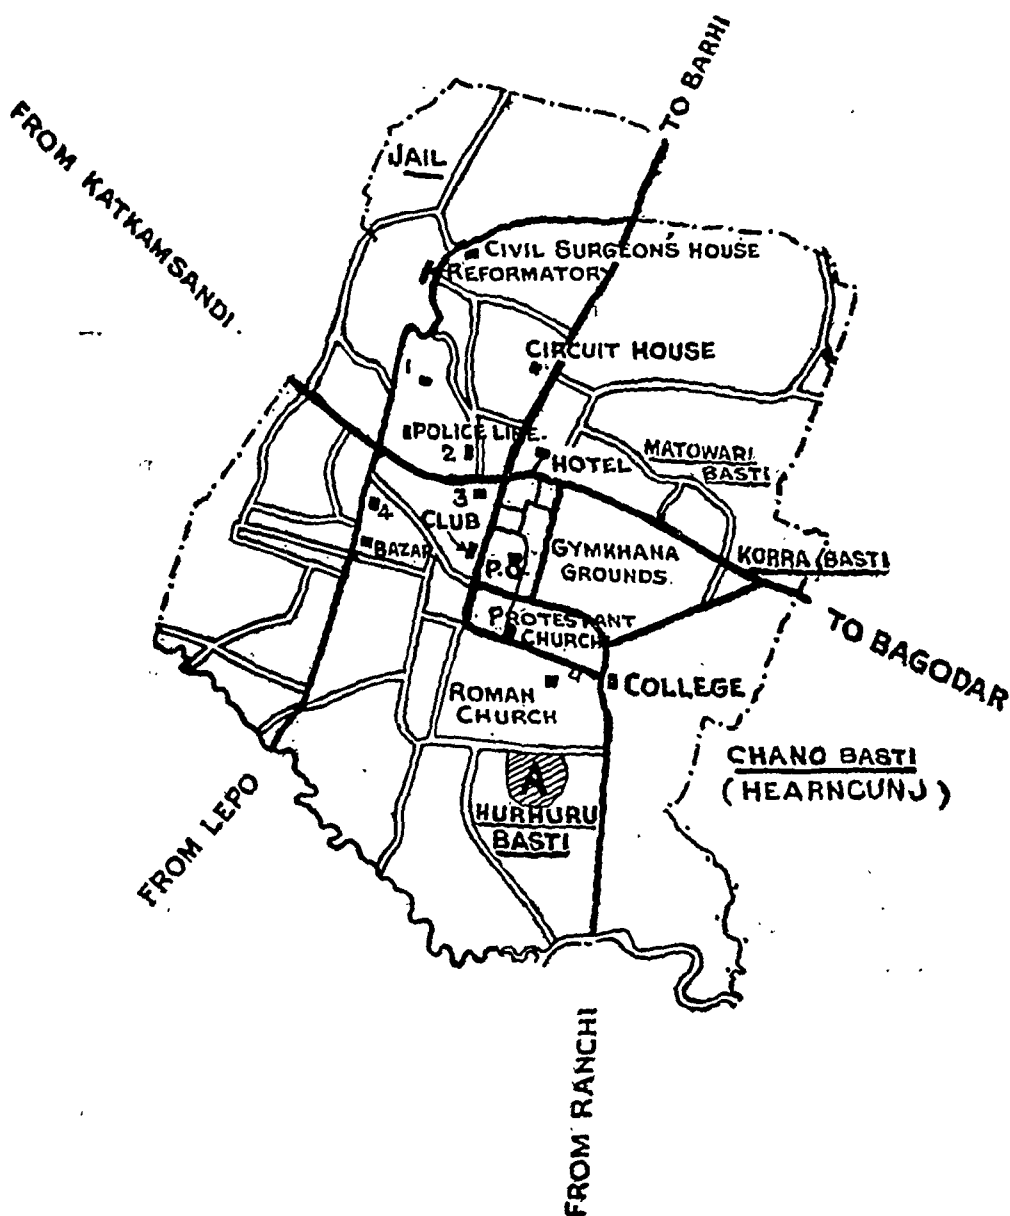 TO BARHI
FROM KATKAMSANDI.
JAIL
CIVIL SURGEON'S HOUSE
REFORMATORY
CIRCUIT HOUSE
1
POLICE LINE.
2
HOTEL
MATOWARI
BASTI
3
4
CLUB
BAZAR
P.O.
GYMKHANA
GROUNDS.
KORRA BASTI
PROTESTANT
CHURCH
TO BAGODAR
COLLEGE
ROMAN
CHURCH
CHANO BASTI
(HEARNGUNJ)
A
HURHURU
BASTI
FROM LEPO
FROM RANCHI